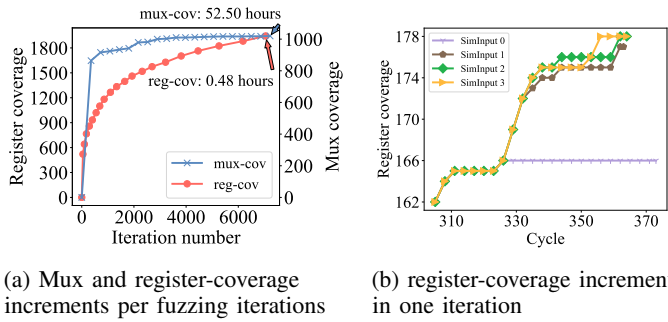 mux-cov: 52.50 hours
reg-cov: 0.48 hours
Register coverage
1800
1500
1200
900
600
300
0
1000
800
600
400
200
0
Mux coverage
mux-cov
reg-cov
0
2000
4000
6000
Iteration number
(a) Mux and register-coverage
increments per fuzzing iterations
Register coverage
178
174
170
166
162
SimInput 0
SimInput 1
SimInput 2
SimInput 3
310
330
350
370
Cycle
(b) register-coverage incremen
in one iteration